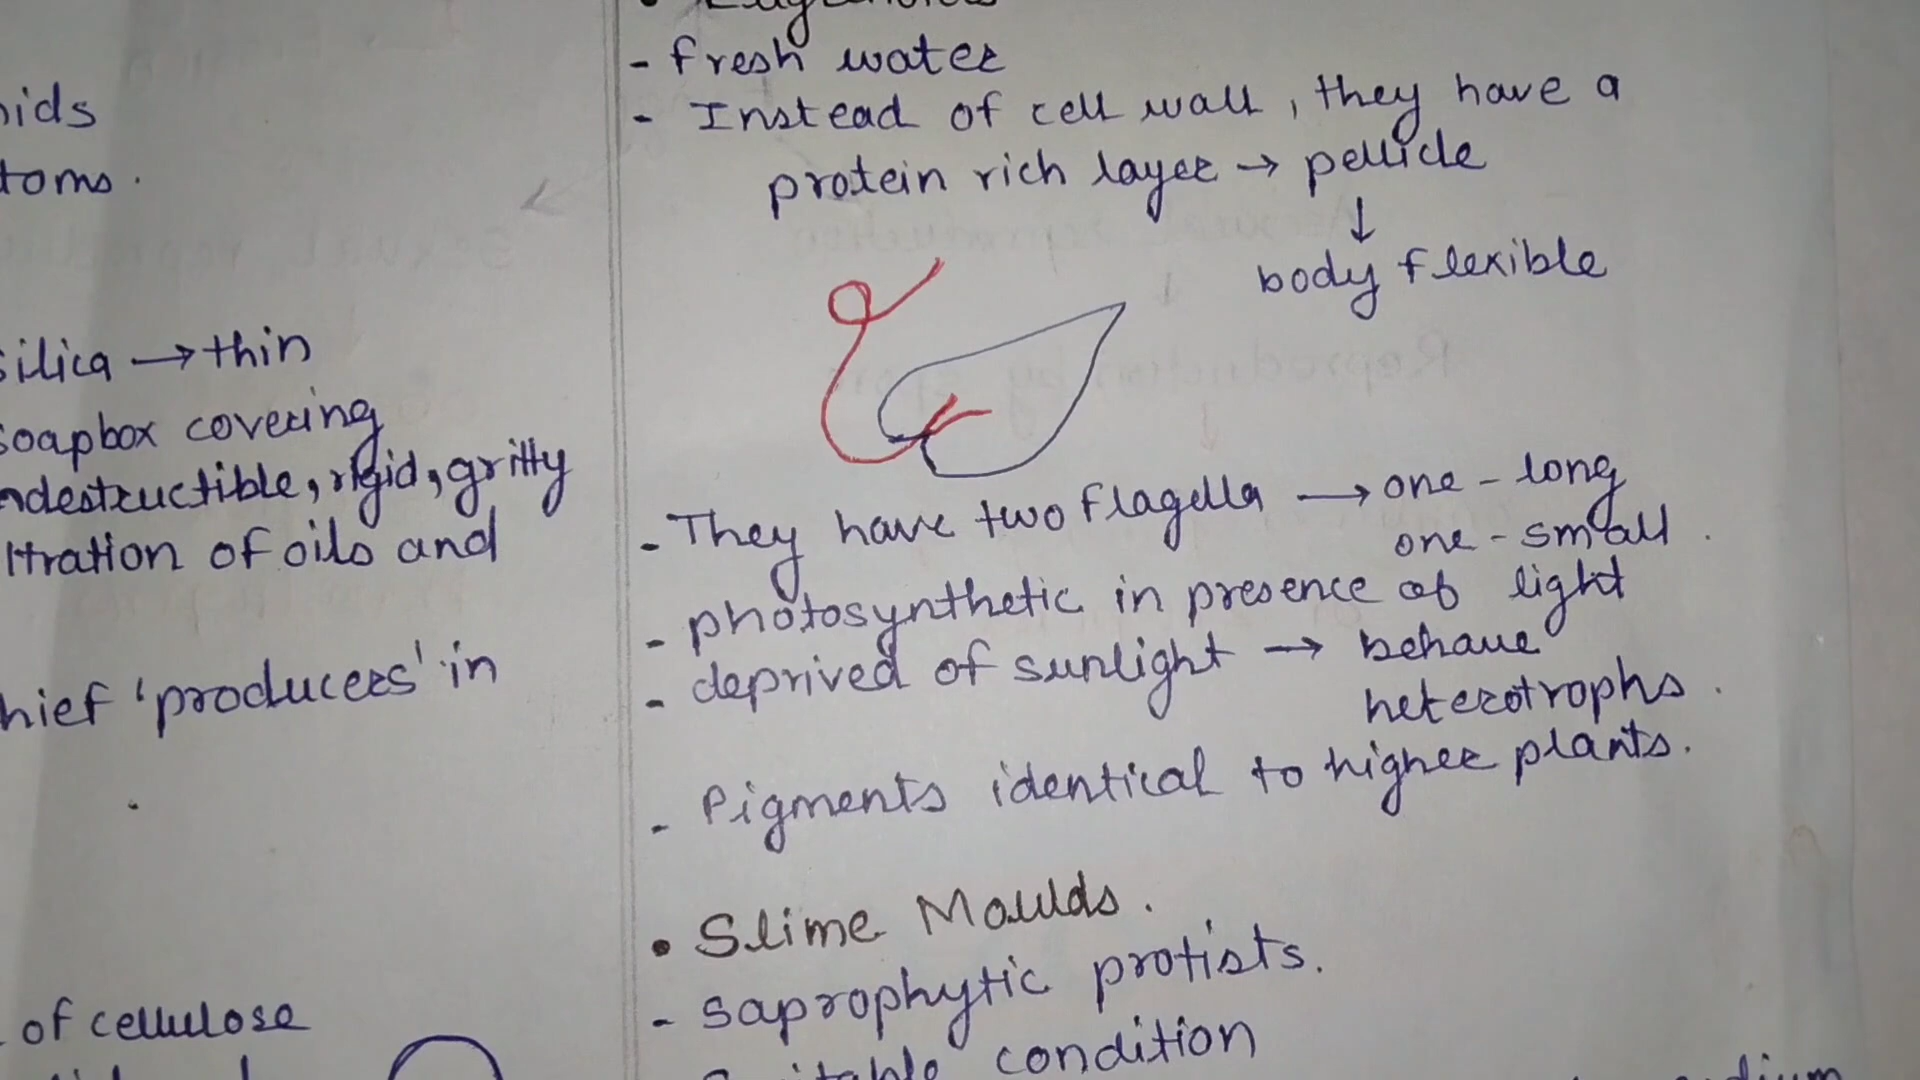 fresh water
- Instead of cell wall, they have a
protein rich layer → pellicle
↓
body flexible
- They have two flagella → one - long
one - small.
- photosynthetic in presence of light
- deprived of sunlight → behave
heterotrophs.
- Pigments identical to higher plants.
• Slime Moulds.
- saprophytic protists.
condition
toms.
silica → thin
soapbox covering
ndestructible, rigid, gritty
ltration of oils and
hief 'producers' in
of cellulose